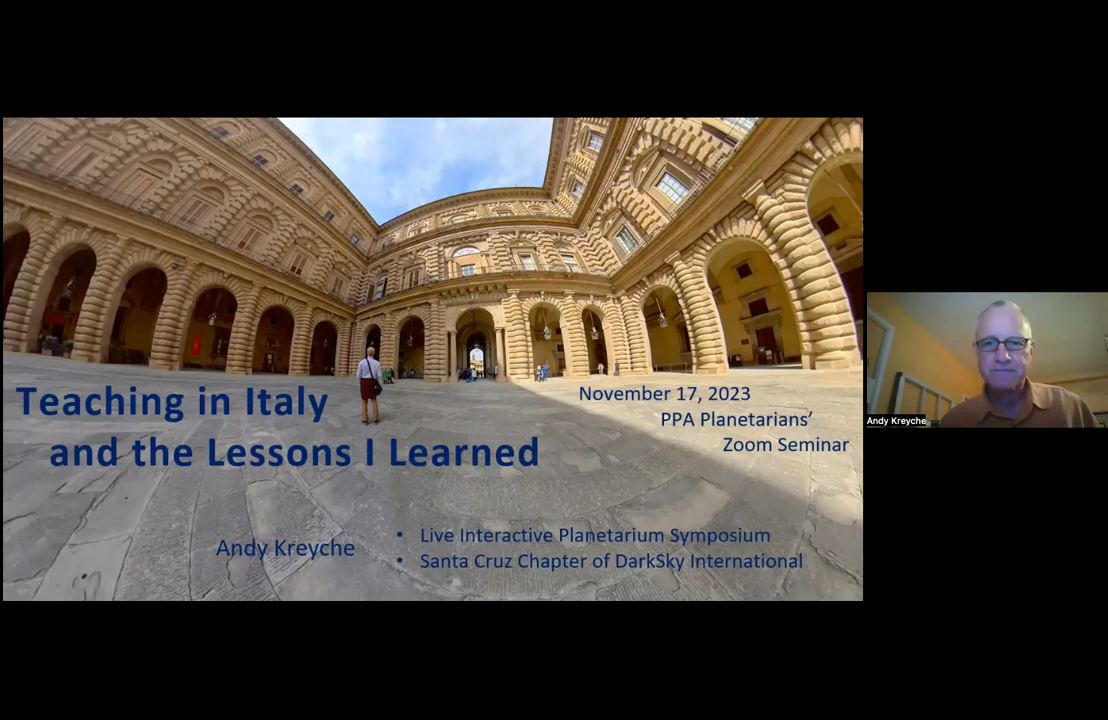 Teaching in Italy
and the Lessons I Learned
November 17, 2023
PPA Planetarians’
Zoom Seminar
Andy Kreyche
• Live Interactive Planetarium Symposium
• Santa Cruz Chapter of DarkSky International
Andy Kreyche